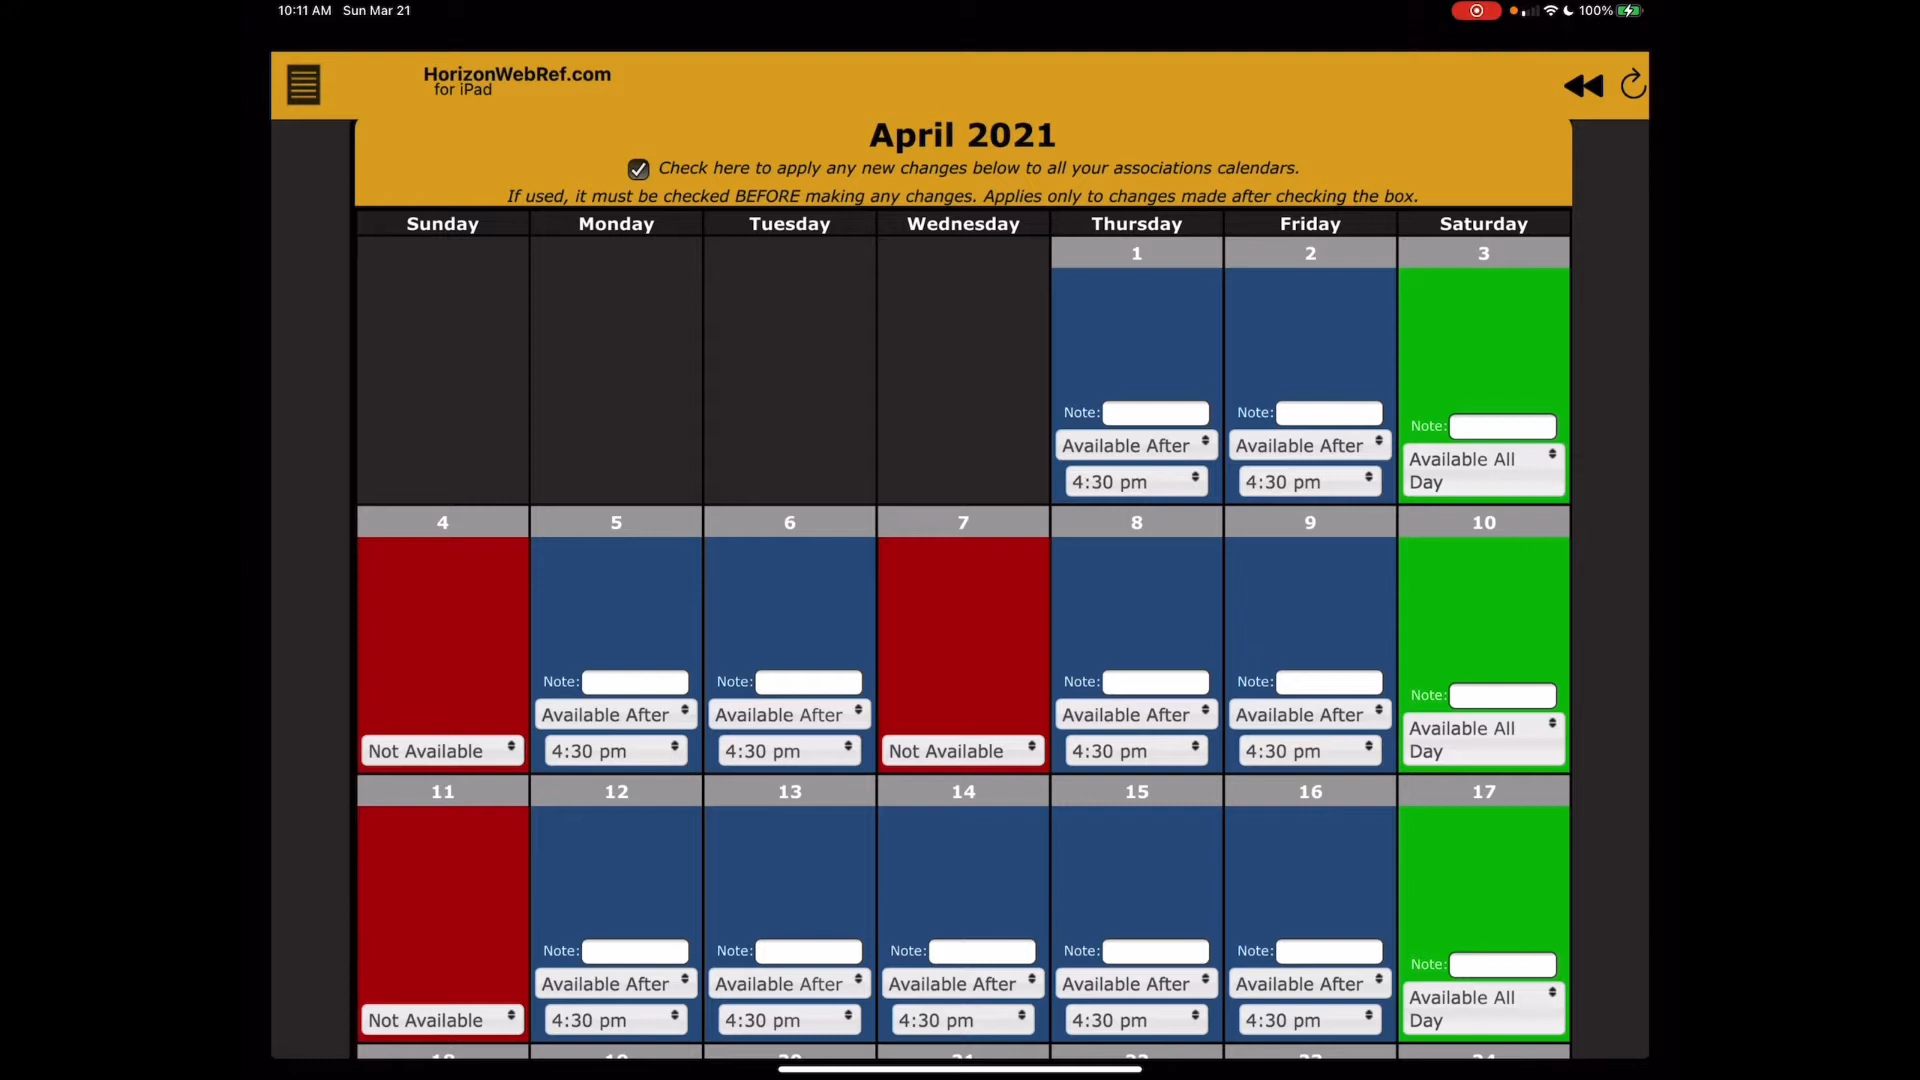 10:11 AM Sun Mar 21 100%
HorizonWebRef.com
for iPad
April 2021
Check here to apply any new changes below to all your associations calendars.
If used, it must be checked BEFORE making any changes. Applies only to changes made after checking the box.
Sunday Monday Tuesday Wednesday Thursday Friday Saturday
1 2 3
Note: Note: Note:
Available After Available After Available All
4:30 pm 4:30 pm Day
4 5 6 7 8 9 10
Note: Note: Note: Note: Note:
Available After Available After Available After Available After Available All
Not Available 4:30 pm 4:30 pm Not Available 4:30 pm 4:30 pm Day
11 12 13 14 15 16 17
Note: Note: Note: Note: Note: Note:
Available After Available After Available After Available After Available After Available All
Not Available 4:30 pm 4:30 pm 4:30 pm 4:30 pm 4:30 pm Day